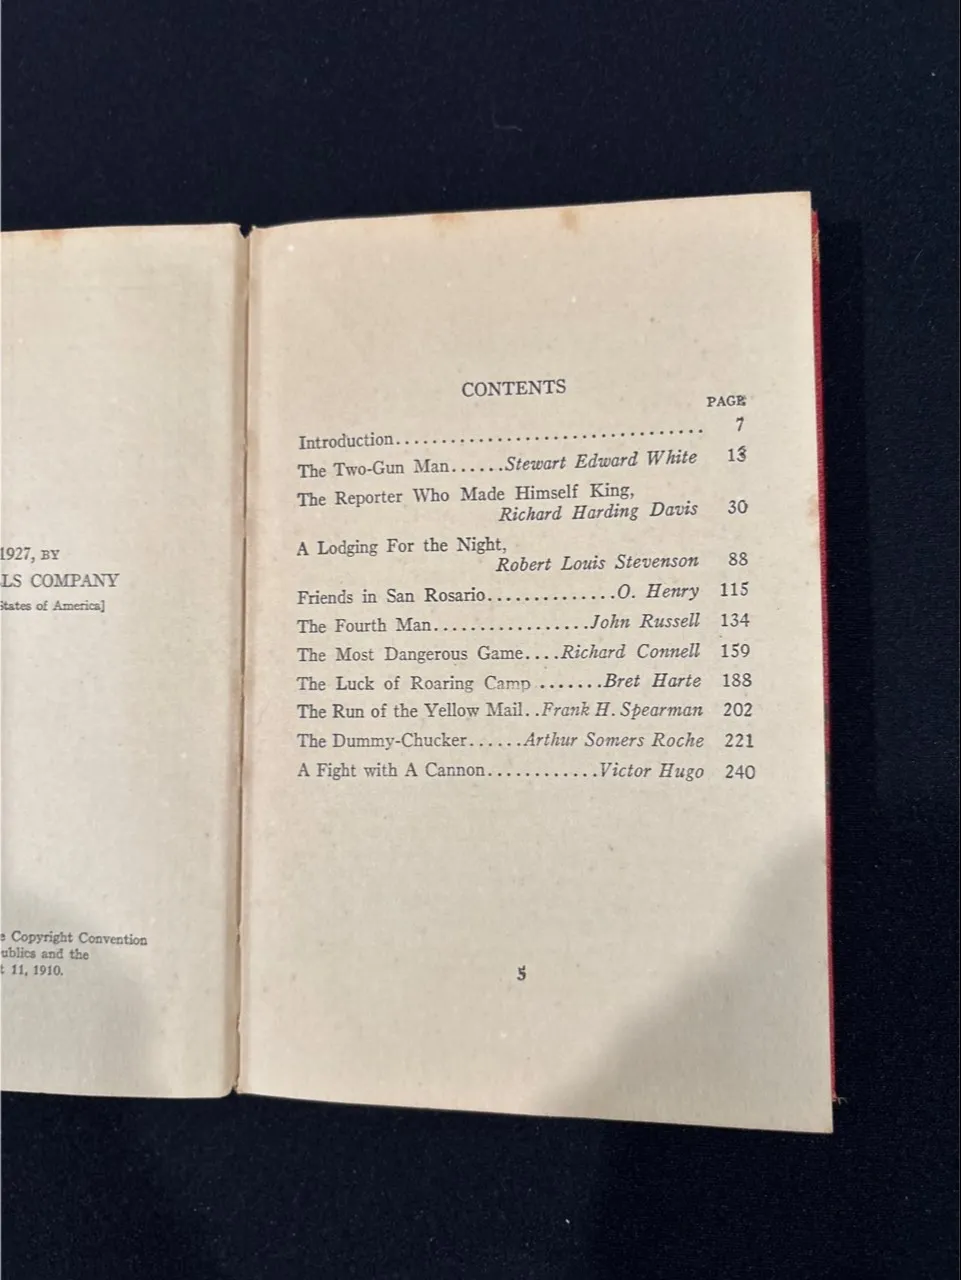 1927, BY
LS COMPANY
States of America]
e Copyright Convention
ublics and the
t 11, 1910.
CONTENTS
PAGE
Introduction.................................. 7
The Two-Gun Man......Stewart Edward White 13
The Reporter Who Made Himself King,
Richard Harding Davis 30
A Lodging For the Night,
Robert Louis Stevenson 88
Friends in San Rosario..............O. Henry 115
The Fourth Man.................John Russell 134
The Most Dangerous Game....Richard Connell 159
The Luck of Roaring Camp .......Bret Harte 188
The Run of the Yellow Mail..Frank H. Spearman 202
The Dummy-Chucker......Arthur Somers Roche 221
A Fight with A Cannon............Victor Hugo 240
5